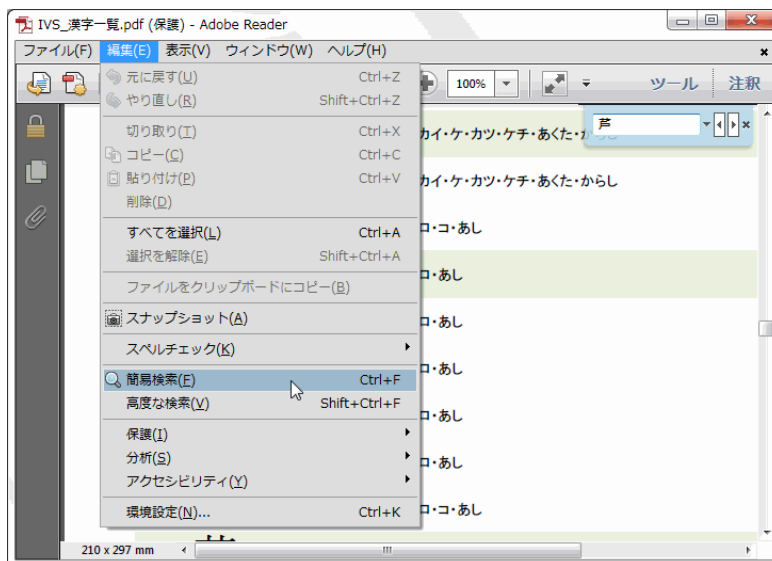 IVS_漢字一覧.pdf (保護) - Adobe Reader
ファイル(F) 編集(E) 表示(V) ウィンドウ(W) ヘルプ(H)
100% ツール 注釈
芦
元に戻す(U) Ctrl+Z
やり直し(R) Shift+Ctrl+Z
切り取り(T) Ctrl+X
コピー(C) Ctrl+C
貼り付け(P) Ctrl+V
削除(D)
すべてを選択(L) Ctrl+A
選択を解除(E) Shift+Ctrl+A
ファイルをクリップボードにコピー(B)
スナップショット(A)
スペルチェック(K)
簡易検索(F) Ctrl+F
高度な検索(V) Shift+Ctrl+F
保護(I)
分析(S)
アクセシビリティ(Y)
環境設定(N)... Ctrl+K
カイ・ケ・カツ・ケチ・あくた・か
カイ・ケ・カツ・ケチ・あくた・からし
ロ・コ・あし
ロ・あし
ロ・あし
ロ・あし
ロ・あし
ロ・あし
ロ・コ・あし
210 x 297 mm